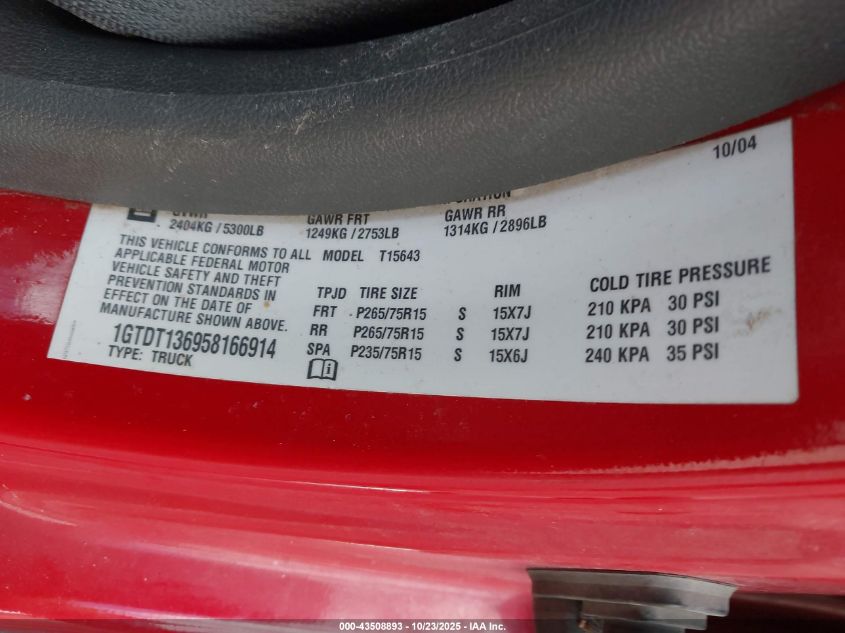 10/04
GVWR GAWR FRT GAWR RR
2404KG / 5300LB 1249KG / 2753LB 1314KG / 2896LB
THIS VEHICLE CONFORMS TO ALL
APPLICABLE FEDERAL MOTOR
VEHICLE SAFETY AND THEFT
PREVENTION STANDARDS IN
EFFECT ON THE DATE OF
MANUFACTURE SHOWN ABOVE.
1GTDT136958166914
TYPE: TRUCK
MODEL T15643
TPJD TIRE SIZE RIM COLD TIRE PRESSURE
FRT P265/75R15 S 15X7J 210 KPA 30 PSI
RR P265/75R15 S 15X7J 210 KPA 30 PSI
SPA P235/75R15 S 15X6J 240 KPA 35 PSI
000-43508893 - 10/23/2025 - IAA Inc.